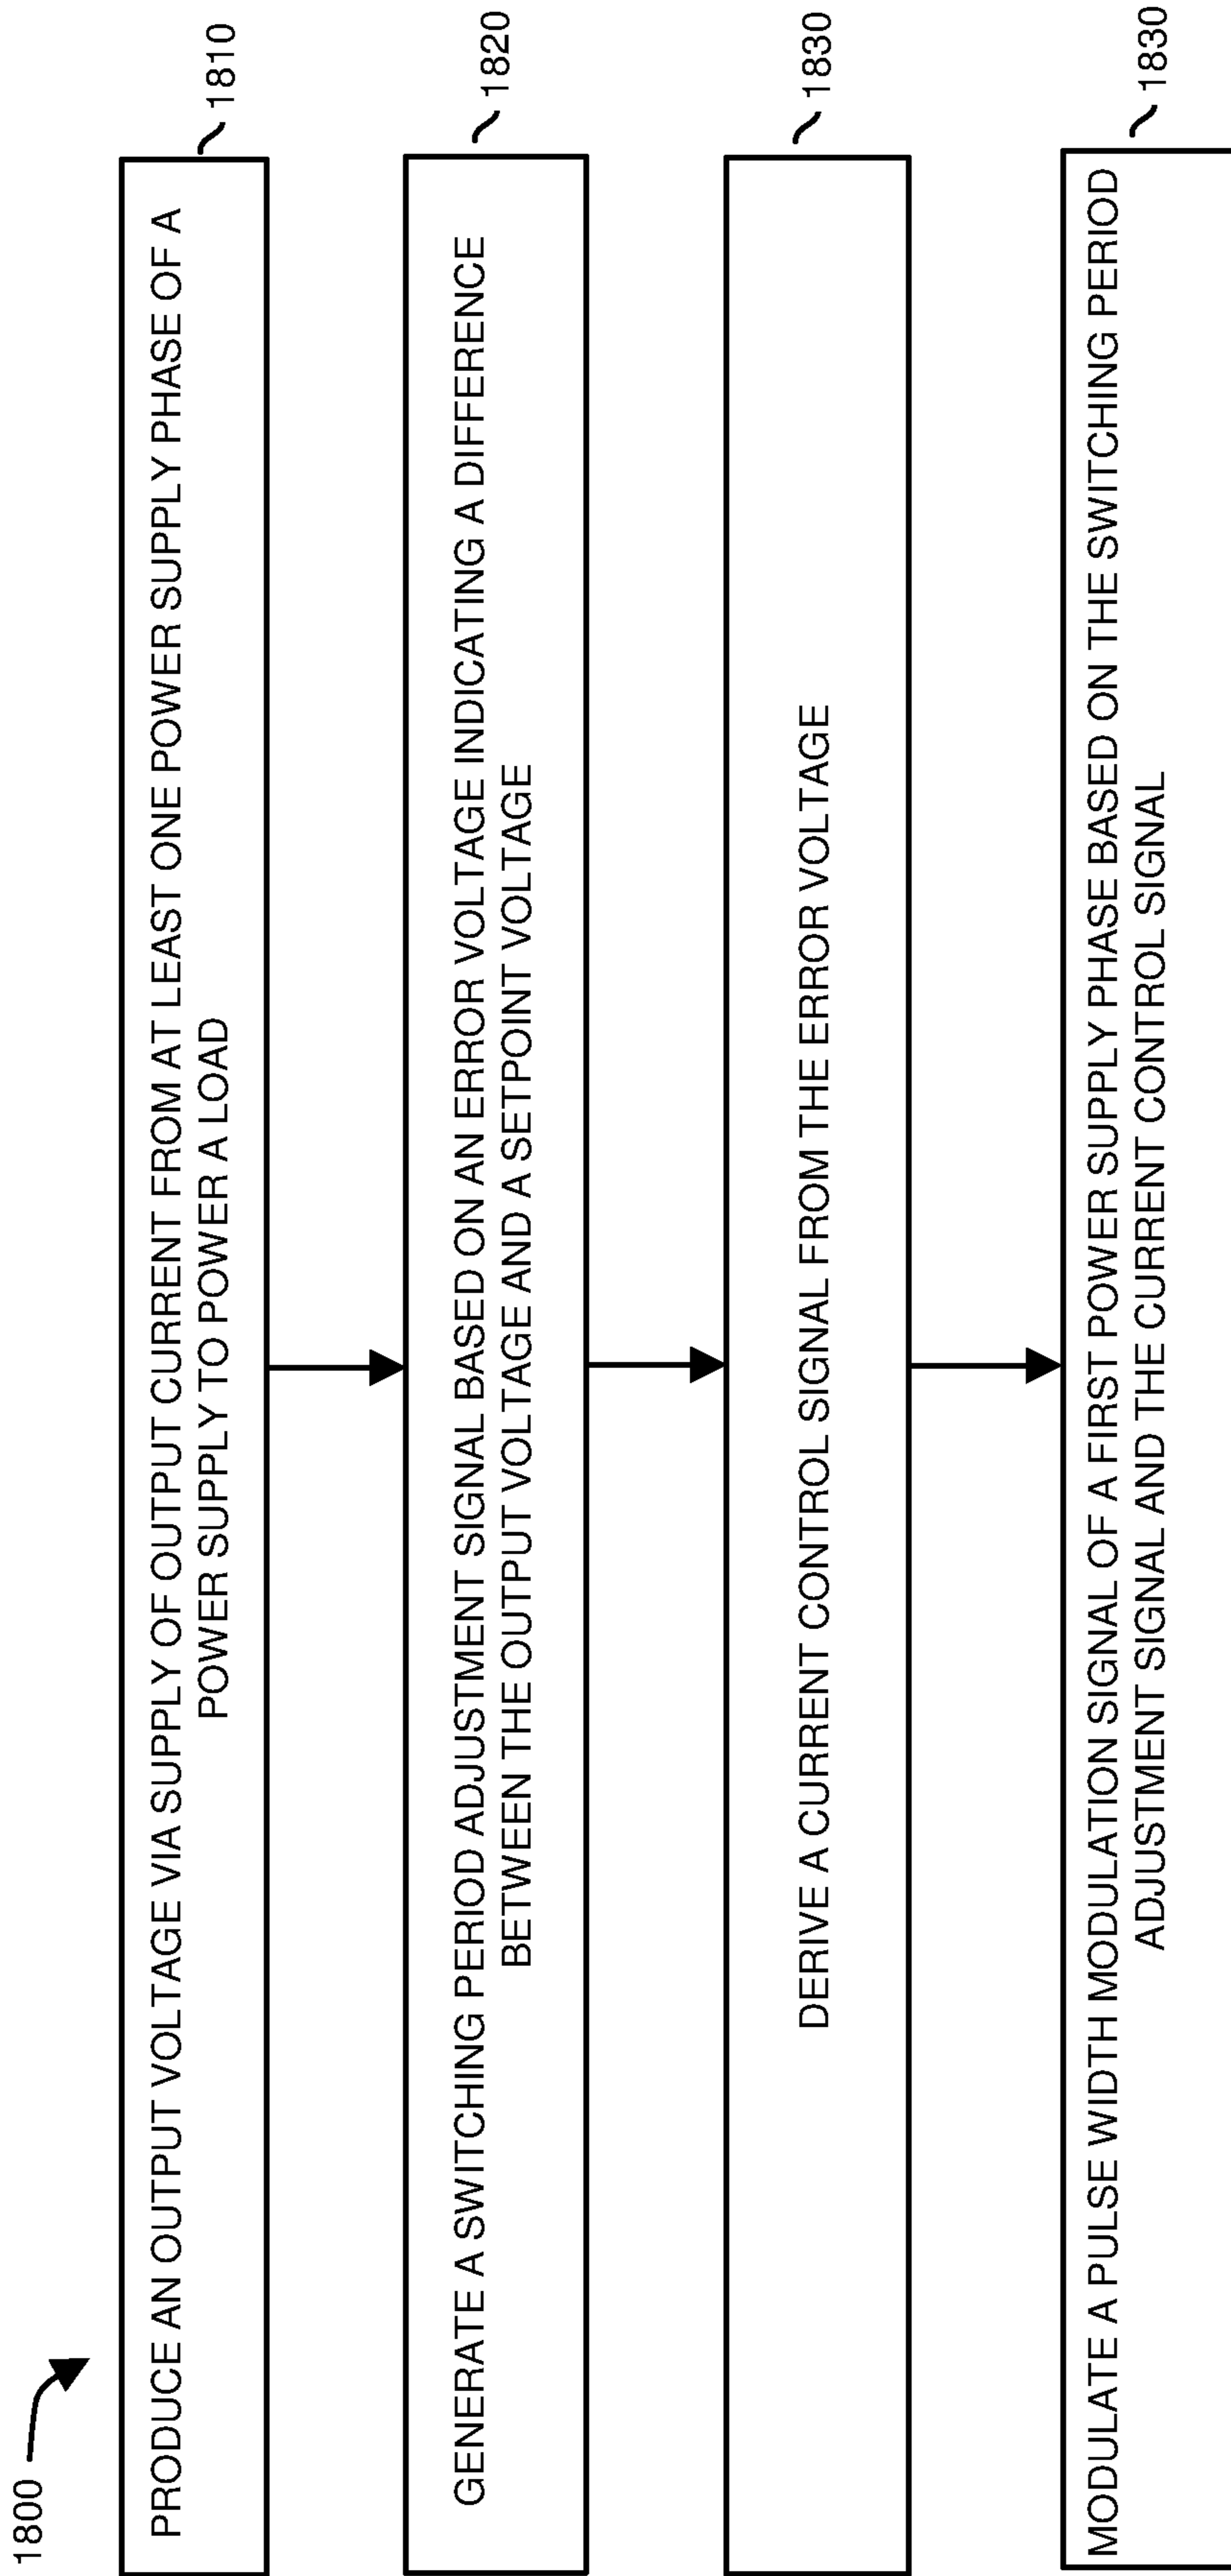 1800
PRODUCE AN OUTPUT VOLTAGE VIA SUPPLY OF OUTPUT CURRENT FROM AT LEAST ONE POWER SUPPLY PHASE OF A
POWER SUPPLY TO POWER A LOAD
1810
GENERATE A SWITCHING PERIOD ADJUSTMENT SIGNAL BASED ON AN ERROR VOLTAGE INDICATING A DIFFERENCE
BETWEEN THE OUTPUT VOLTAGE AND A SETPOINT VOLTAGE
1820
DERIVE A CURRENT CONTROL SIGNAL FROM THE ERROR VOLTAGE
1830
MODULATE A PULSE WIDTH MODULATION SIGNAL OF A FIRST POWER SUPPLY PHASE BASED ON THE SWITCHING PERIOD
ADJUSTMENT SIGNAL AND THE CURRENT CONTROL SIGNAL
1830